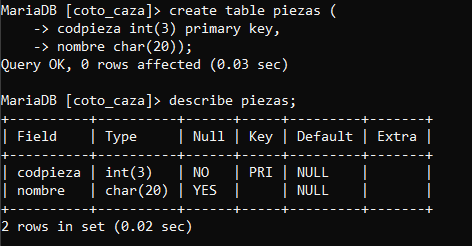 MariaDB [coto_caza]> create table piezas (
    -> codpieza int(3) primary key,
    -> nombre char(20));
Query OK, 0 rows affected (0.03 sec)

MariaDB [coto_caza]> describe piezas;
+----------+----------+------+-----+---------+-------+
| Field    | Type     | Null | Key | Default | Extra |
+----------+----------+------+-----+---------+-------+
| codpieza | int(3)   | NO   | PRI | NULL    |       |
| nombre   | char(20) | YES  |     | NULL    |       |
+----------+----------+------+-----+---------+-------+
2 rows in set (0.02 sec)